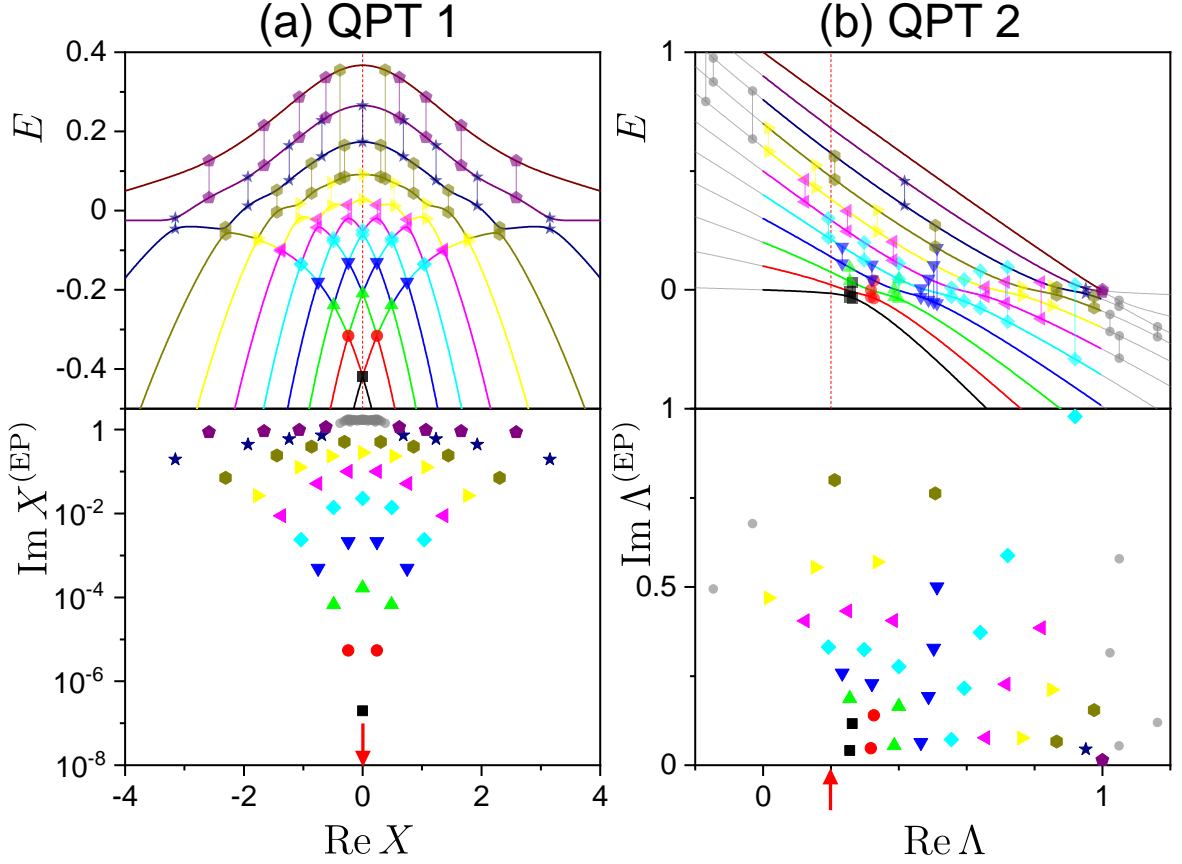 (a) QPT 1
(b) QPT 2
E
0.4
0.2
0
-0.2
-0.4
E
1
0
1
Im X^(EP)
1
10^-2
10^-4
10^-6
10^-8
Im Λ^(EP)
0.5
0
-4 -2 0 2 4
0 1
Re X
Re Λ